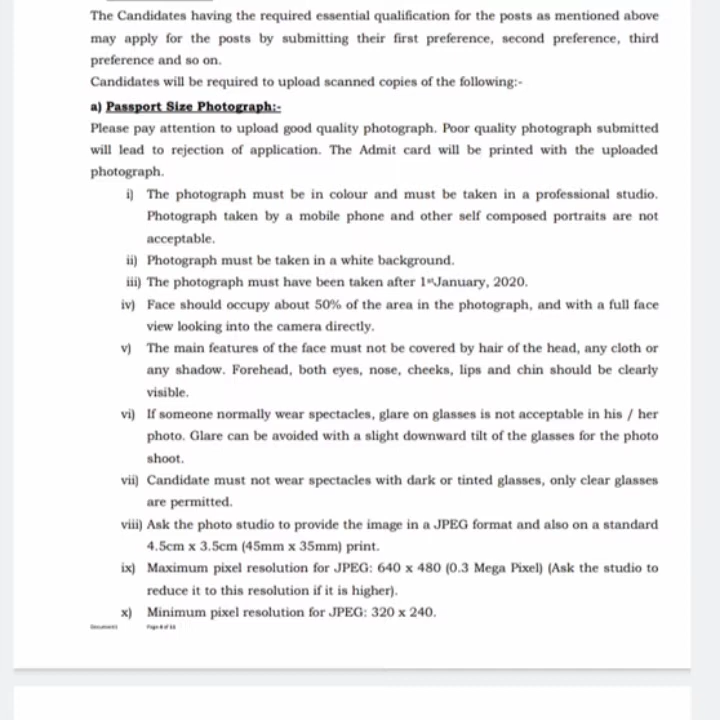 The Candidates having the required essential qualification for the posts as mentioned above
may apply for the posts by submitting their first preference, second preference, third
preference and so on.
Candidates will be required to upload scanned copies of the following:-
a) Passport Size Photograph:-
Please pay attention to upload good quality photograph. Poor quality photograph submitted
will lead to rejection of application. The Admit card will be printed with the uploaded
photograph.
i) The photograph must be in colour and must be taken in a professional studio.
Photograph taken by a mobile phone and other self composed portraits are not
acceptable.
ii) Photograph must be taken in a white background.
iii) The photograph must have been taken after 1stJanuary, 2020.
iv) Face should occupy about 50% of the area in the photograph, and with a full face
view looking into the camera directly.
v) The main features of the face must not be covered by hair of the head, any cloth or
any shadow. Forehead, both eyes, nose, cheeks, lips and chin should be clearly
visible.
vi) If someone normally wear spectacles, glare on glasses is not acceptable in his / her
photo. Glare can be avoided with a slight downward tilt of the glasses for the photo
shoot.
vii) Candidate must not wear spectacles with dark or tinted glasses, only clear glasses
are permitted.
viii) Ask the photo studio to provide the image in a JPEG format and also on a standard
4.5cm x 3.5cm (45mm x 35mm) print.
ix) Maximum pixel resolution for JPEG: 640 x 480 (0.3 Mega Pixel) (Ask the studio to
reduce it to this resolution if it is higher).
x) Minimum pixel resolution for JPEG: 320 x 240.